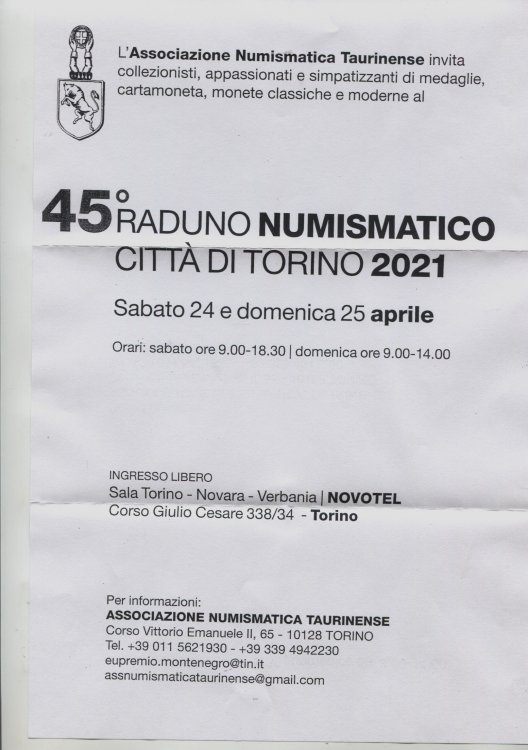 L'Associazione Numismatica Taurinense invita
collezionisti, appassionati e simpatizzanti di medaglie,
cartamoneta, monete classiche e moderne al
45° RADUNO NUMISMATICO
CITTÀ DI TORINO 2021
Sabato 24 e domenica 25 aprile
Orari: sabato ore 9.00-18.30 | domenica ore 9.00-14.00
INGRESSO LIBERO
Sala Torino - Novara - Verbania | NOVOTEL
Corso Giulio Cesare 338/34 - Torino
Per informazioni:
ASSOCIAZIONE NUMISMATICA TAURINENSE
Corso Vittorio Emanuele II, 65 - 10128 TORINO
Tel. +39 011 5621930 - +39 339 4942230
eupremio.montenegro@tin.it
assnumismaticataurinense@gmail.com